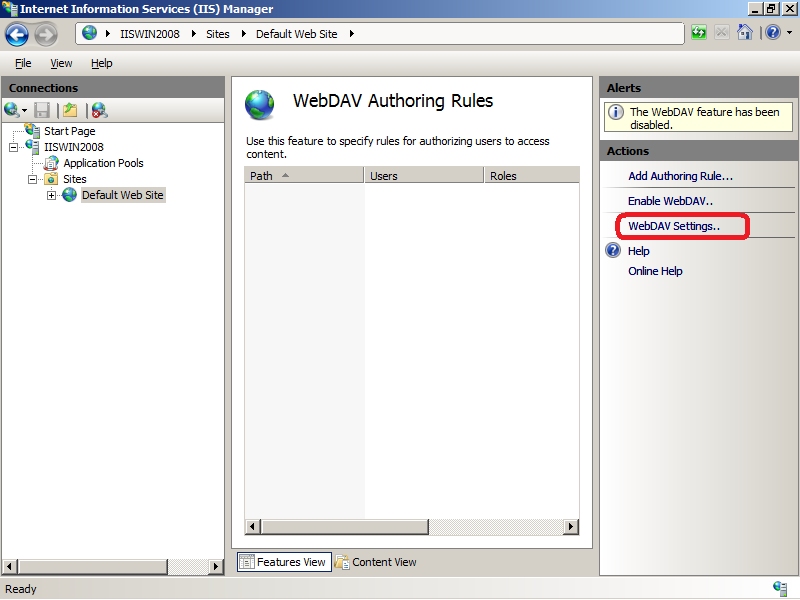 Internet Information Services (IIS) Manager
IISWIN2008 Sites Default Web Site
File View Help
Connections
Start Page
IISWIN2008
Application Pools
Sites
Default Web Site
WebDAV Authoring Rules
Use this feature to specify rules for authorizing users to access
content.
Path Users Roles
Features View Content View
Alerts
The WebDAV feature has been
disabled.
Actions
Add Authoring Rule...
Enable WebDAV..
WebDAV Settings..
Help
Online Help
Ready